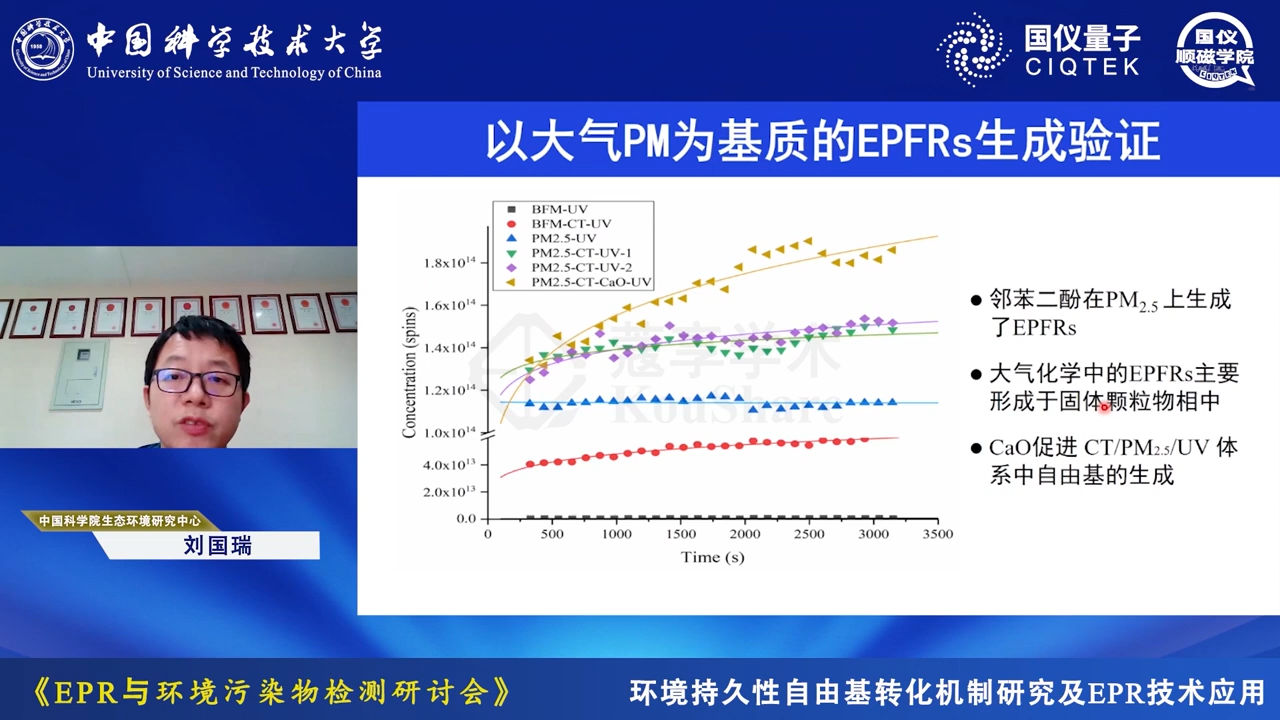 中国科学技术大学
University of Science and Technology of China
1958
国仪量子
CIQTEK
国仪
顺磁学院
CIQTEK
以大气PM为基质的EPFRs生成验证
BFM-UV
BFM-CT-UV
PM2.5-UV
PM2.5-CT-UV-1
PM2.5-CT-UV-2
PM2.5-CT-CaO-UV
Concentration (spins)
1.8x10¹⁴
1.6x10¹⁴
1.4x10¹⁴
1.2x10¹⁴
1.0x10¹⁴
4.0x10¹³
2.0x10¹³
0.0
0 500 1000 1500 2000 2500 3000 3500
Time (s)
蔻享学术
KouShare
● 邻苯二酚在PM2.5上生成
了EPFRs
● 大气化学中的EPFRs主要
形成于固体颗粒物相中
● CaO促进 CT/PM2.5/UV 体
系中自由基的生成
中国科学院生态环境研究中心
刘国瑞
《EPR与环境污染物检测研讨会》
环境持久性自由基转化机制研究及EPR技术应用